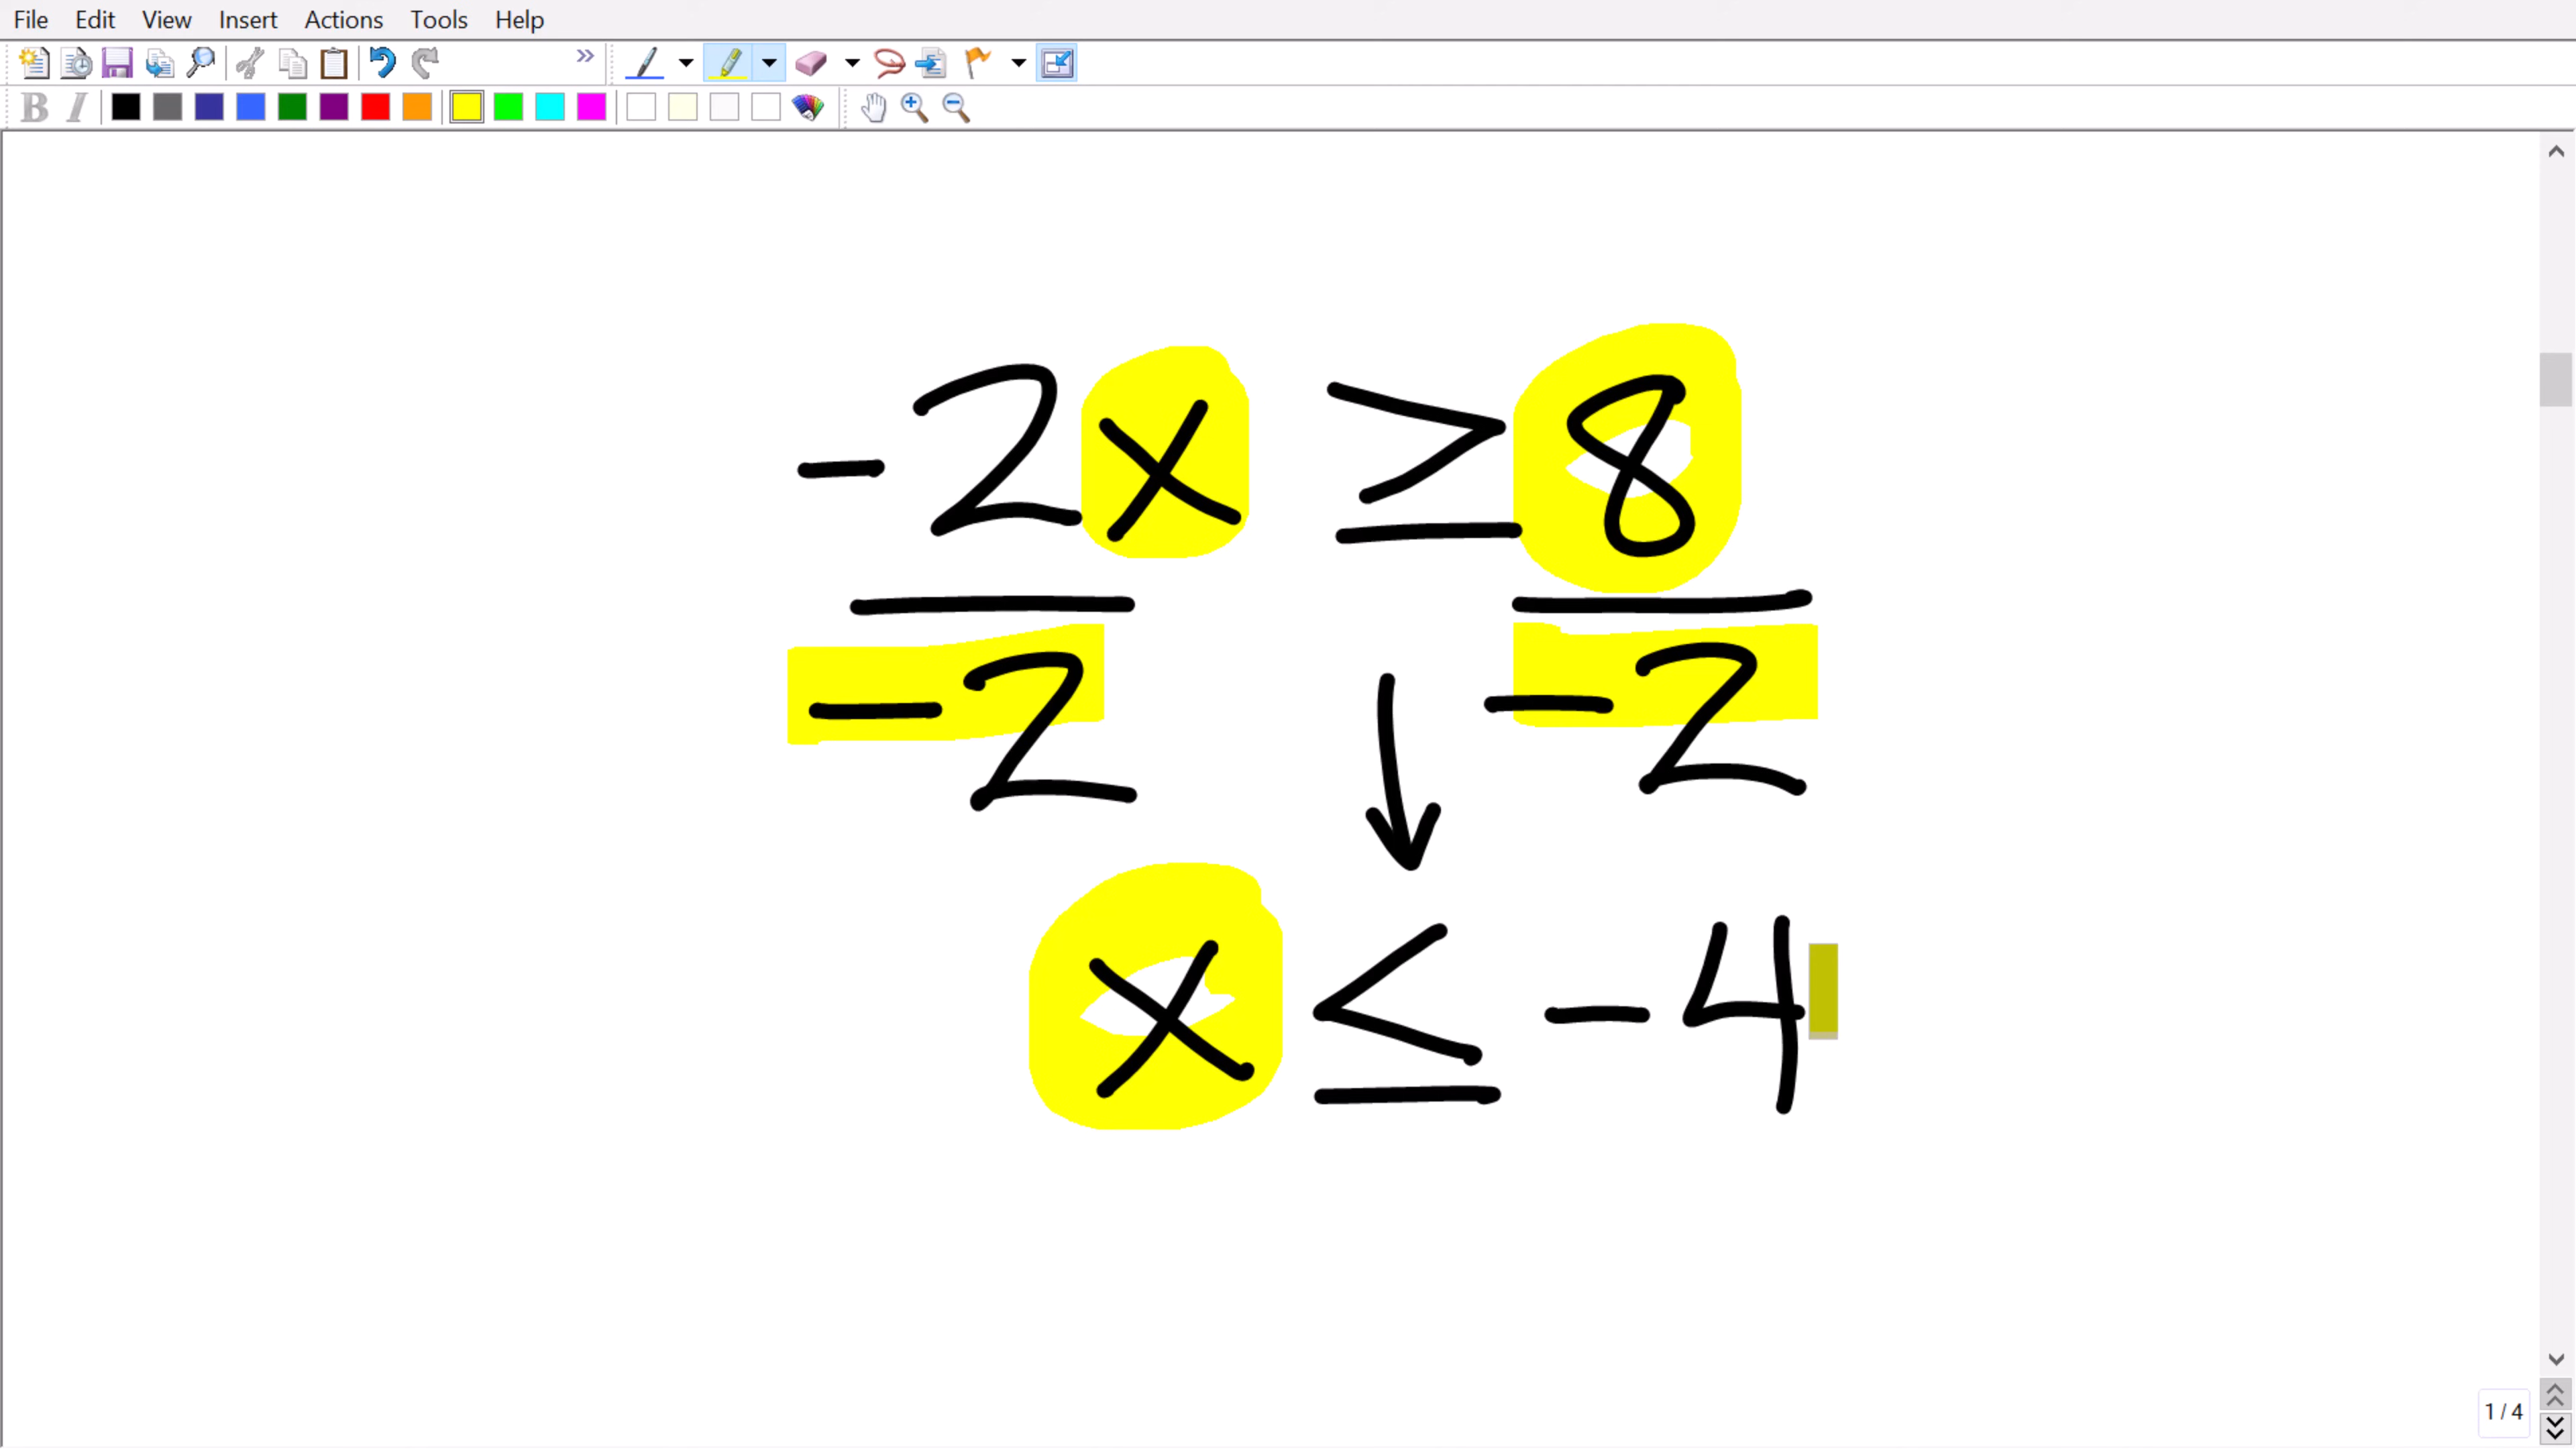 File Edit View Insert Actions Tools Help
B I
-2x ≥ 8
-2 -2
x ≤ -4
1 / 4